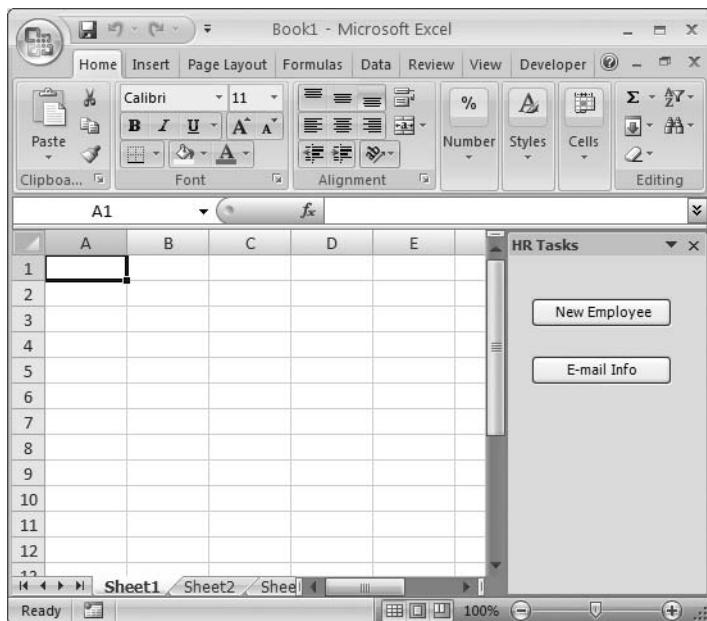 Book1 - Microsoft Excel
Home Insert Page Layout Formulas Data Review View Developer
Paste
Calibri 11
B I U A A
A
% A Σ
Number Styles Cells
Clipboa... Font Alignment Editing
A1 fx
A B C D E
HR Tasks
1
2
3
4
5
6
7
8
9
10
11
12
New Employee
E-mail Info
Sheet1 Sheet2 Shee
Ready 100%